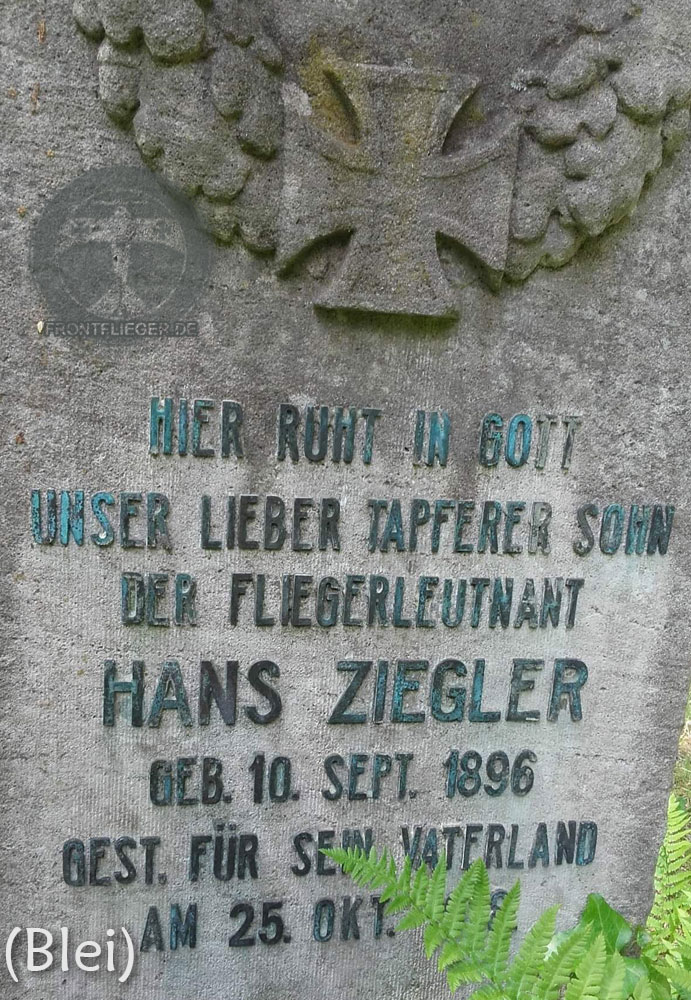 FRONTFLIEGER.DE
HIER RUHT IN GOTT
UNSER LIEBER TAPFERER SOHN
DER FLIEGERLEUTNANT
HANS ZIEGLER
GEB. 10. SEPT. 1896
GEST. FÜR SEIN VATERLAND
AM 25. OKT.
(Blei)